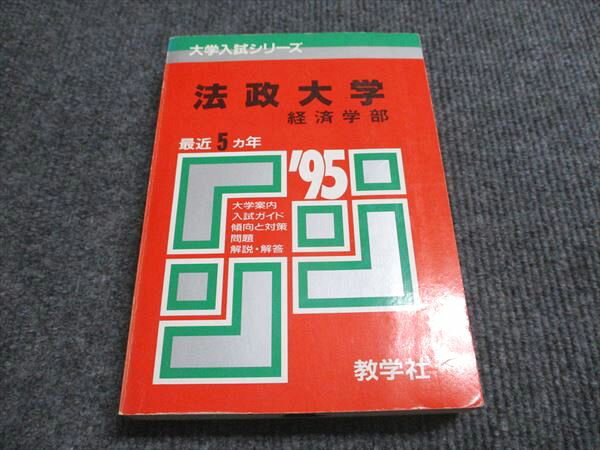 大学入試シリーズ
法政大学
経済学部
最近5ヵ年
'95
大学案内
入試ガイド
傾向と対策
問題
解説・解答
教学社